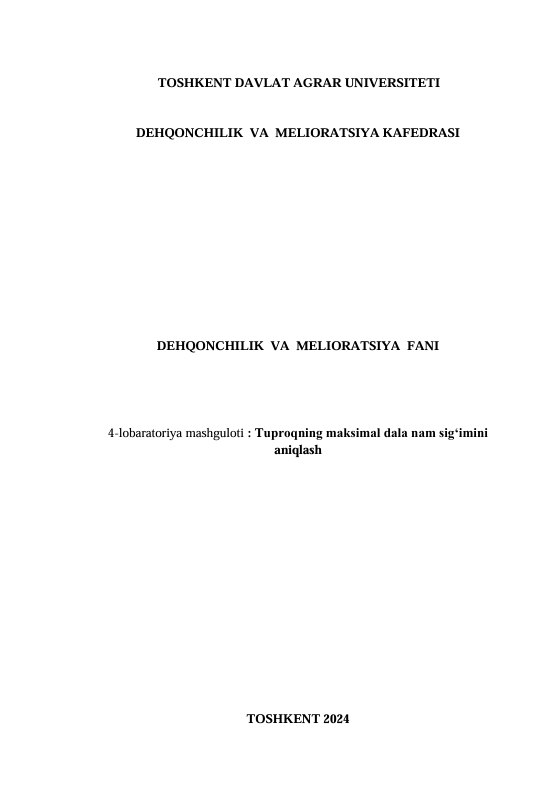 TOSHKENT DAVLAT AGRAR UNIVERSITETI
DEHQONCHILIK VA MELIORATSIYA KAFEDRASI
DEHQONCHILIK VA MELIORATSIYA FANI
4-lobaratoriya mashguloti : Tuproqning maksimal dala nam sig‘imini
aniqlash
TOSHKENT 2024